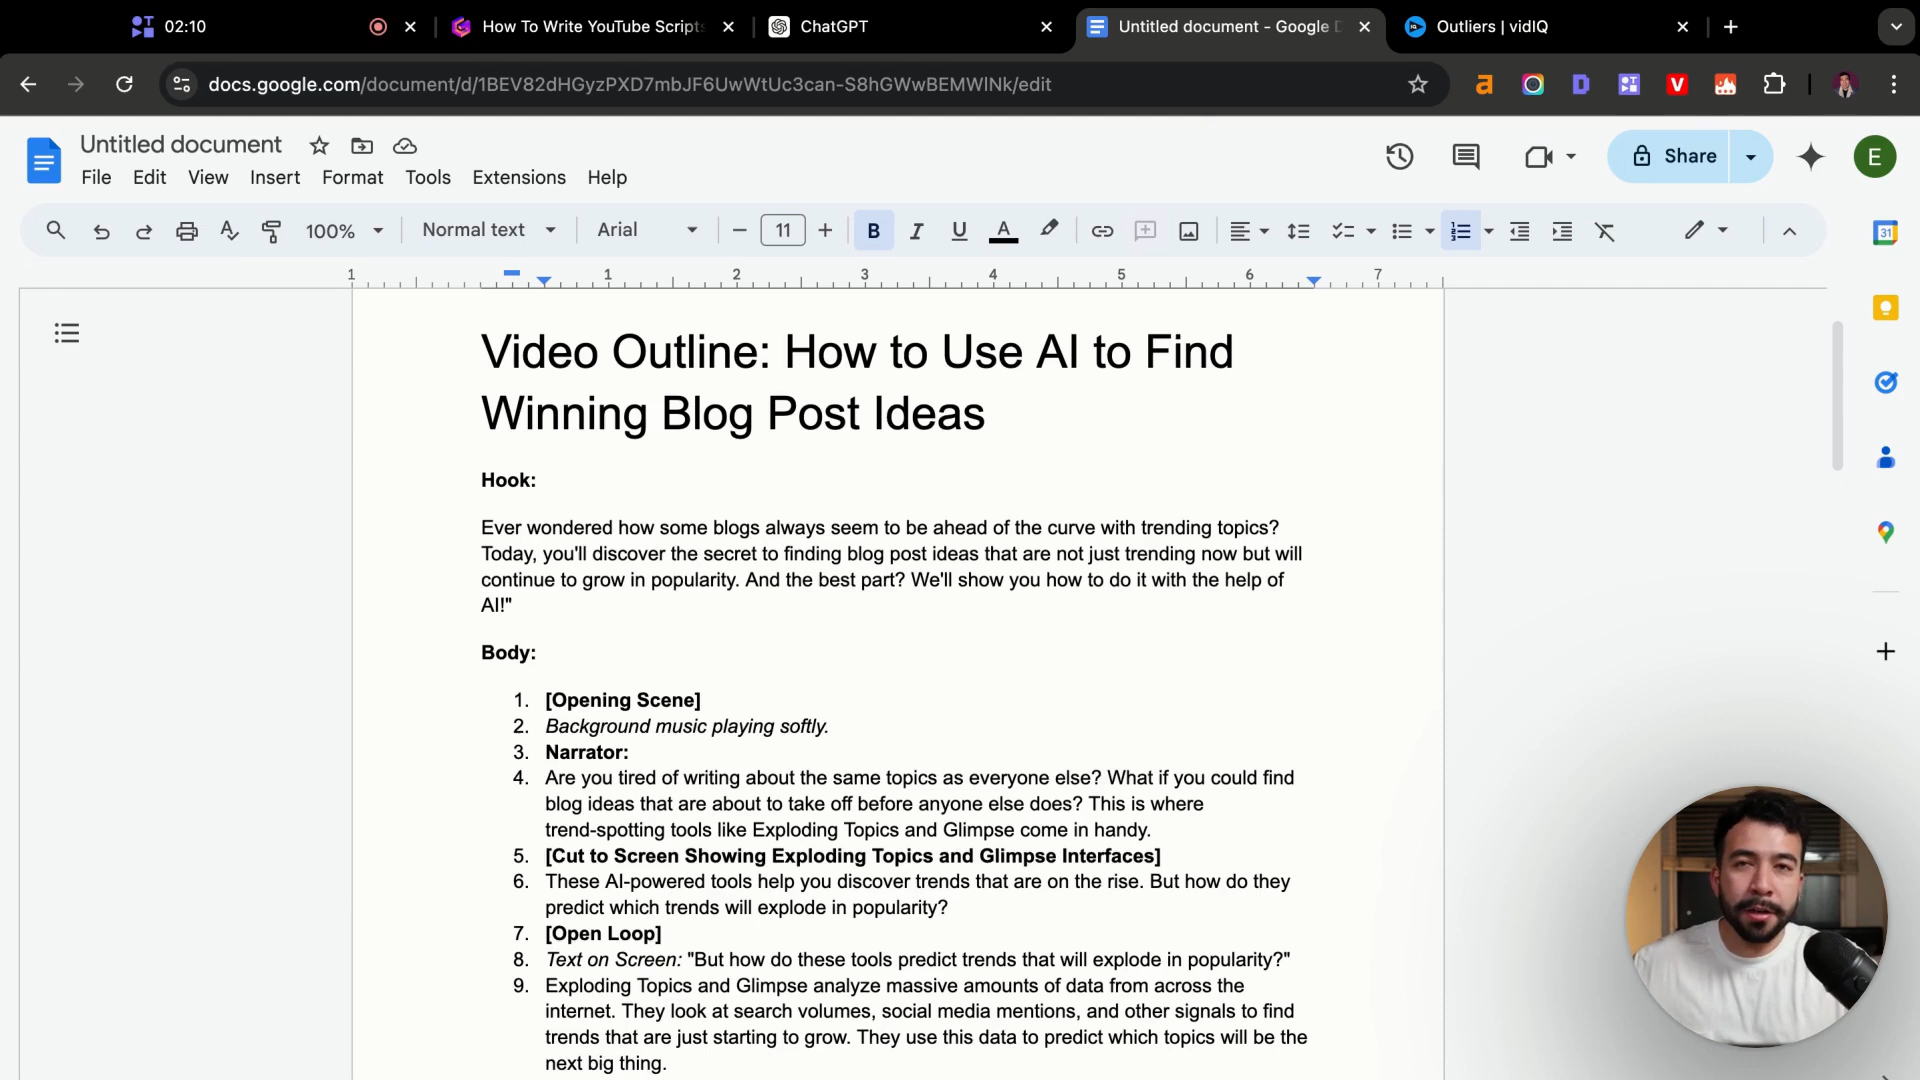 02:10
How To Write YouTube Scripts
ChatGPT
Untitled document - Google D
Outliers | vidIQ
docs.google.com/document/d/1BEV82dHGyzPXD7mbJF6UwWtUc3can-S8hGWwBEMWlNk/edit
Untitled document
File Edit View Insert Format Tools Extensions Help
Share
E
100% Normal text Arial 11
1 1 2 3 4 5 6 7
31
Video Outline: How to Use AI to Find
Winning Blog Post Ideas
Hook:
Ever wondered how some blogs always seem to be ahead of the curve with trending topics?
Today, you'll discover the secret to finding blog post ideas that are not just trending now but will
continue to grow in popularity. And the best part? We'll show you how to do it with the help of
AI!"
Body:
1. [Opening Scene]
2. Background music playing softly.
3. Narrator:
4. Are you tired of writing about the same topics as everyone else? What if you could find
blog ideas that are about to take off before anyone else does? This is where
trend-spotting tools like Exploding Topics and Glimpse come in handy.
5. [Cut to Screen Showing Exploding Topics and Glimpse Interfaces]
6. These AI-powered tools help you discover trends that are on the rise. But how do they
predict which trends will explode in popularity?
7. [Open Loop]
8. Text on Screen: "But how do these tools predict trends that will explode in popularity?"
9. Exploding Topics and Glimpse analyze massive amounts of data from across the
internet. They look at search volumes, social media mentions, and other signals to find
trends that are just starting to grow. They use this data to predict which topics will be the
next big thing.